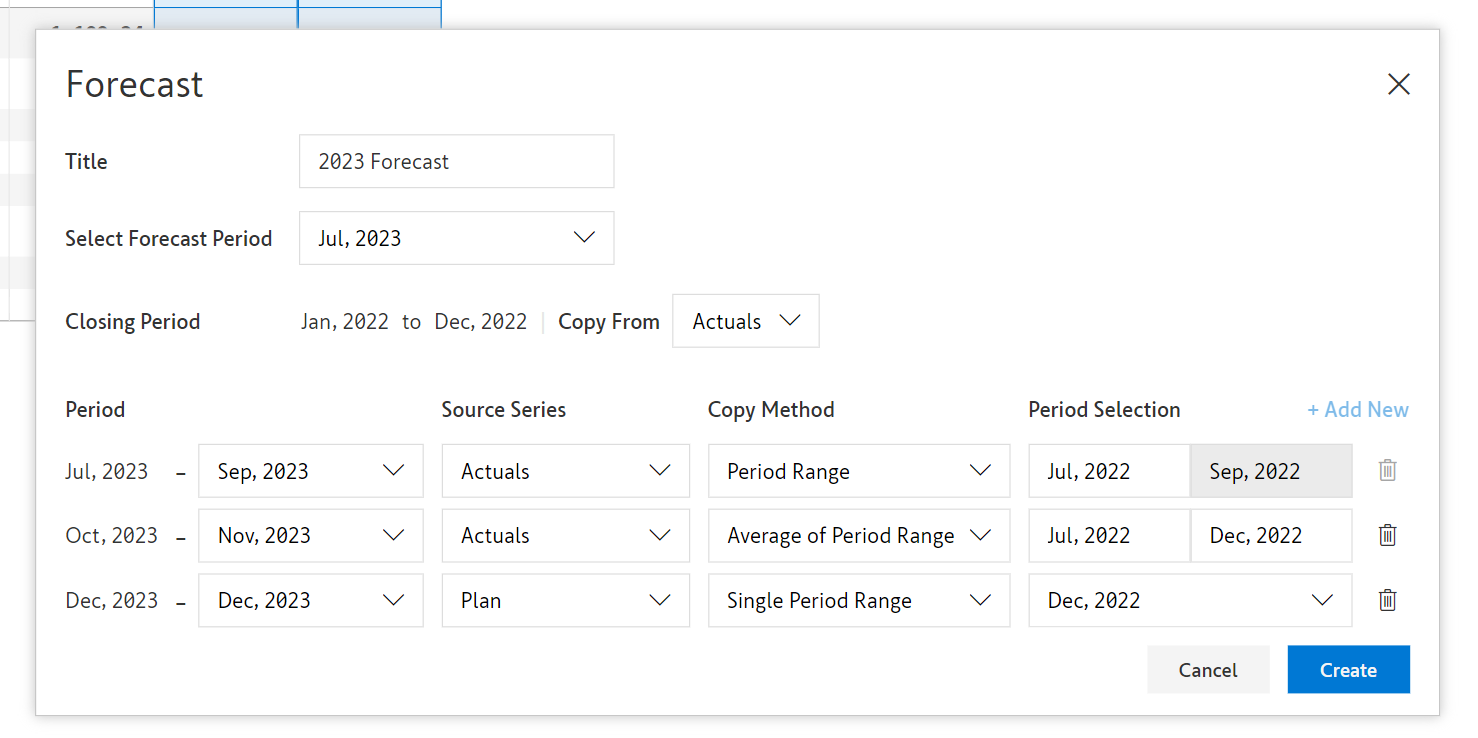 Forecast
Title 2023 Forecast
Select Forecast Period Jul, 2023
Closing Period Jan, 2022 to Dec, 2022 Copy From Actuals
Period Source Series Copy Method Period Selection + Add New
Jul, 2023 – Sep, 2023 Actuals Period Range Jul, 2022 Sep, 2022
Oct, 2023 – Nov, 2023 Actuals Average of Period Range Jul, 2022 Dec, 2022
Dec, 2023 – Dec, 2023 Plan Single Period Range Dec, 2022
Cancel Create